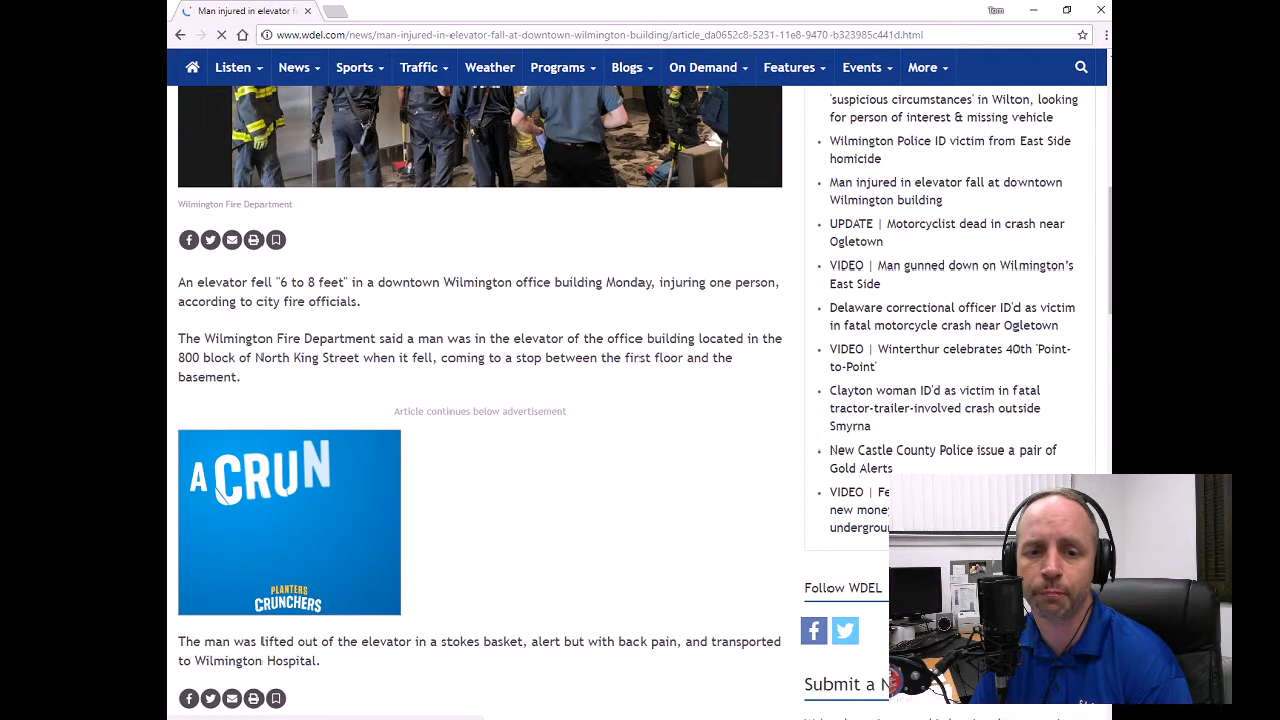 Man injured in elevator f
Tom
www.wdel.com/news/man-injured-in-elevator-fall-at-downtown-wilmington-building/article_da0652c8-5231-11e8-9470-b323985c441d.html
Listen News Sports Traffic Weather Programs Blogs On Demand Features Events More
Wilmington Fire Department
An elevator fell "6 to 8 feet" in a downtown Wilmington office building Monday, injuring one person,
according to city fire officials.
The Wilmington Fire Department said a man was in the elevator of the office building located in the
800 block of North King Street when it fell, coming to a stop between the first floor and the
basement.
Article continues below advertisement
A CRUN
PLANTERS
CRUNCHERS
The man was lifted out of the elevator in a stokes basket, alert but with back pain, and transported
to Wilmington Hospital.
'suspicious circumstances' in Wilton, looking
for person of interest & missing vehicle
Wilmington Police ID victim from East Side
homicide
Man injured in elevator fall at downtown
Wilmington building
UPDATE | Motorcyclist dead in crash near
Ogletown
VIDEO | Man gunned down on Wilmington’s
East Side
Delaware correctional officer ID'd as victim
in fatal motorcycle crash near Ogletown
VIDEO | Winterthur celebrates 40th 'Point-
to-Point'
Clayton woman ID'd as victim in fatal
tractor-trailer-involved crash outside
Smyrna
New Castle County Police issue a pair of
Gold Alerts
VIDEO | Fe
new mone
undergrou
Follow WDEL
Submit a N